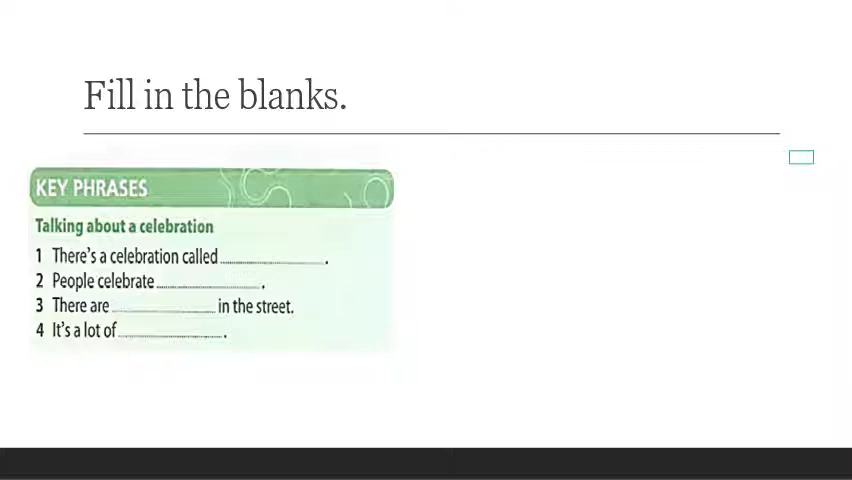 Fill in the blanks.
KEY PHRASES
Talking about a celebration
1 There's a celebration called ................................ .
2 People celebrate ................................ .
3 There are ................................ in the street.
4 It's a lot of ................................ .